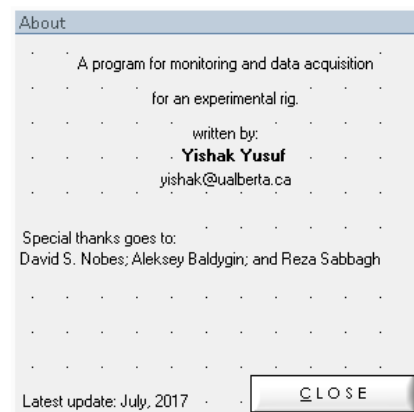 About
A program for monitoring and data acquisition
for an experimental rig.
written by:
Yishak Yusuf
yishak@ualberta.ca
Special thanks goes to:
David S. Nobes; Aleksey Baldygin; and Reza Sabbagh
Latest update: July, 2017
CLOSE